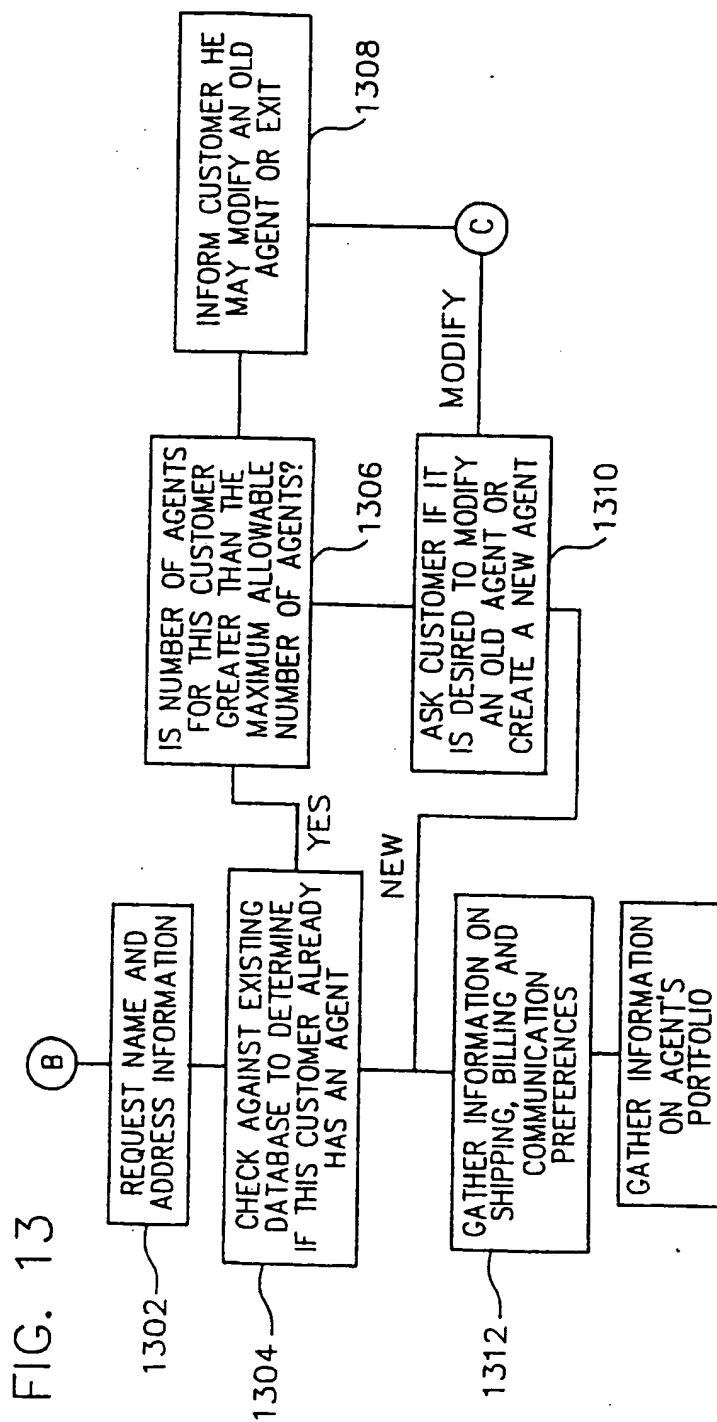 FIG. 13
B
REQUEST NAME AND
ADDRESS INFORMATION
1302
CHECK AGAINST EXISTING
DATABASE TO DETERMINE
IF THIS CUSTOMER ALREADY
HAS AN AGENT
1304
YES
IS NUMBER OF AGENTS
FOR THIS CUSTOMER
GREATER THAN THE
MAXIMUM ALLOWABLE
NUMBER OF AGENTS?
1306
INFORM CUSTOMER HE
MAY MODIFY AN OLD
AGENT OR EXIT
1308
NEW
ASK CUSTOMER IF IT
IS DESIRED TO MODIFY
AN OLD AGENT OR
CREATE A NEW AGENT
1310
MODIFY
C
GATHER INFORMATION ON
SHIPPING, BILLING AND
COMMUNICATION
PREFERENCES
1312
GATHER INFORMATION
ON AGENT'S
PORTFOLIO